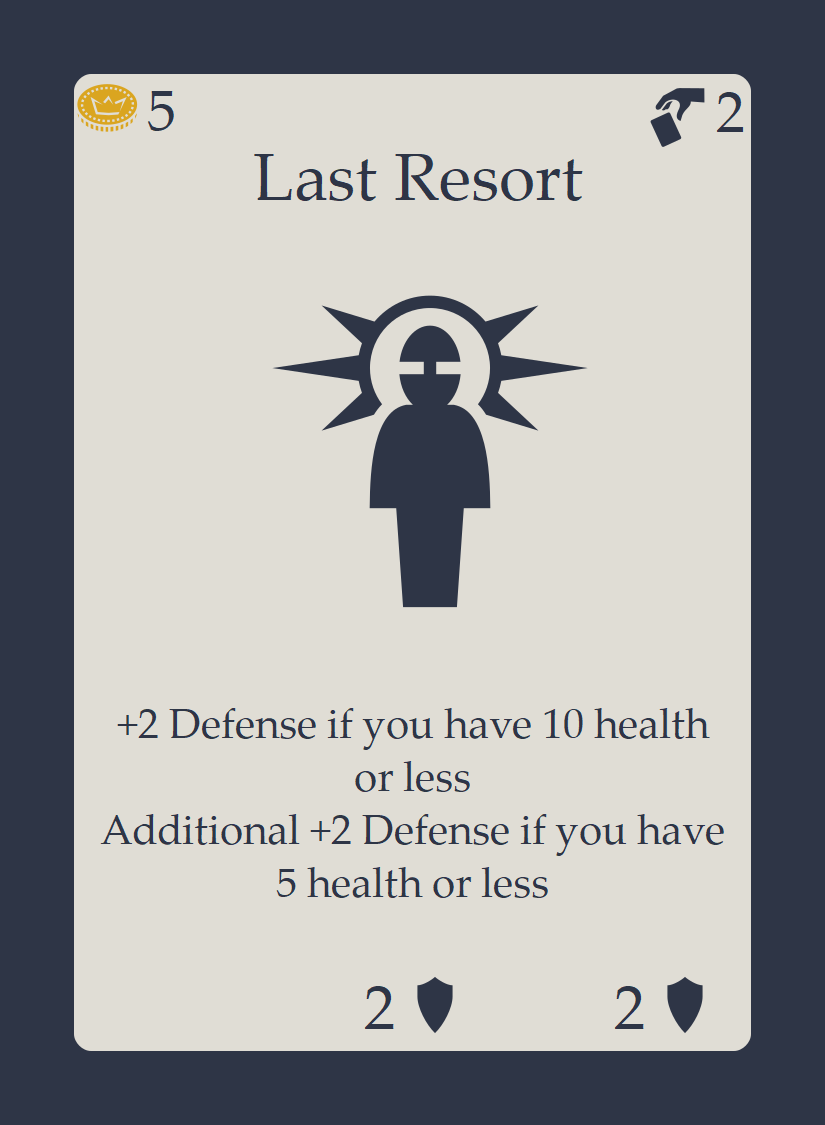 5 2
Last Resort
+2 Defense if you have 10 health
or less
Additional +2 Defense if you have
5 health or less
2 2